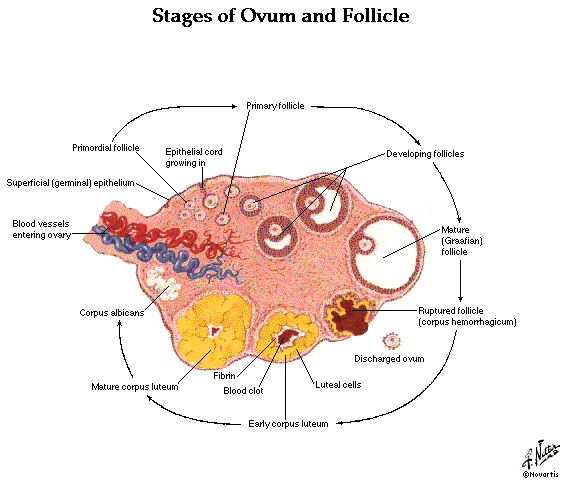 Stages of Ovum and Follicle
Primary follicle
Primordial follicle
Epithelial cord
growing in
Developing follicles
Superficial (germinal) epithelium
Blood vessels
entering ovary
Mature
(Graafian)
follicle
Corpus albicans
Ruptured follicle
(corpus hemorrhagicum)
Discharged ovum
Mature corpus luteum
Fibrin
Blood clot
Luteal cells
Early corpus luteum
©Novartis